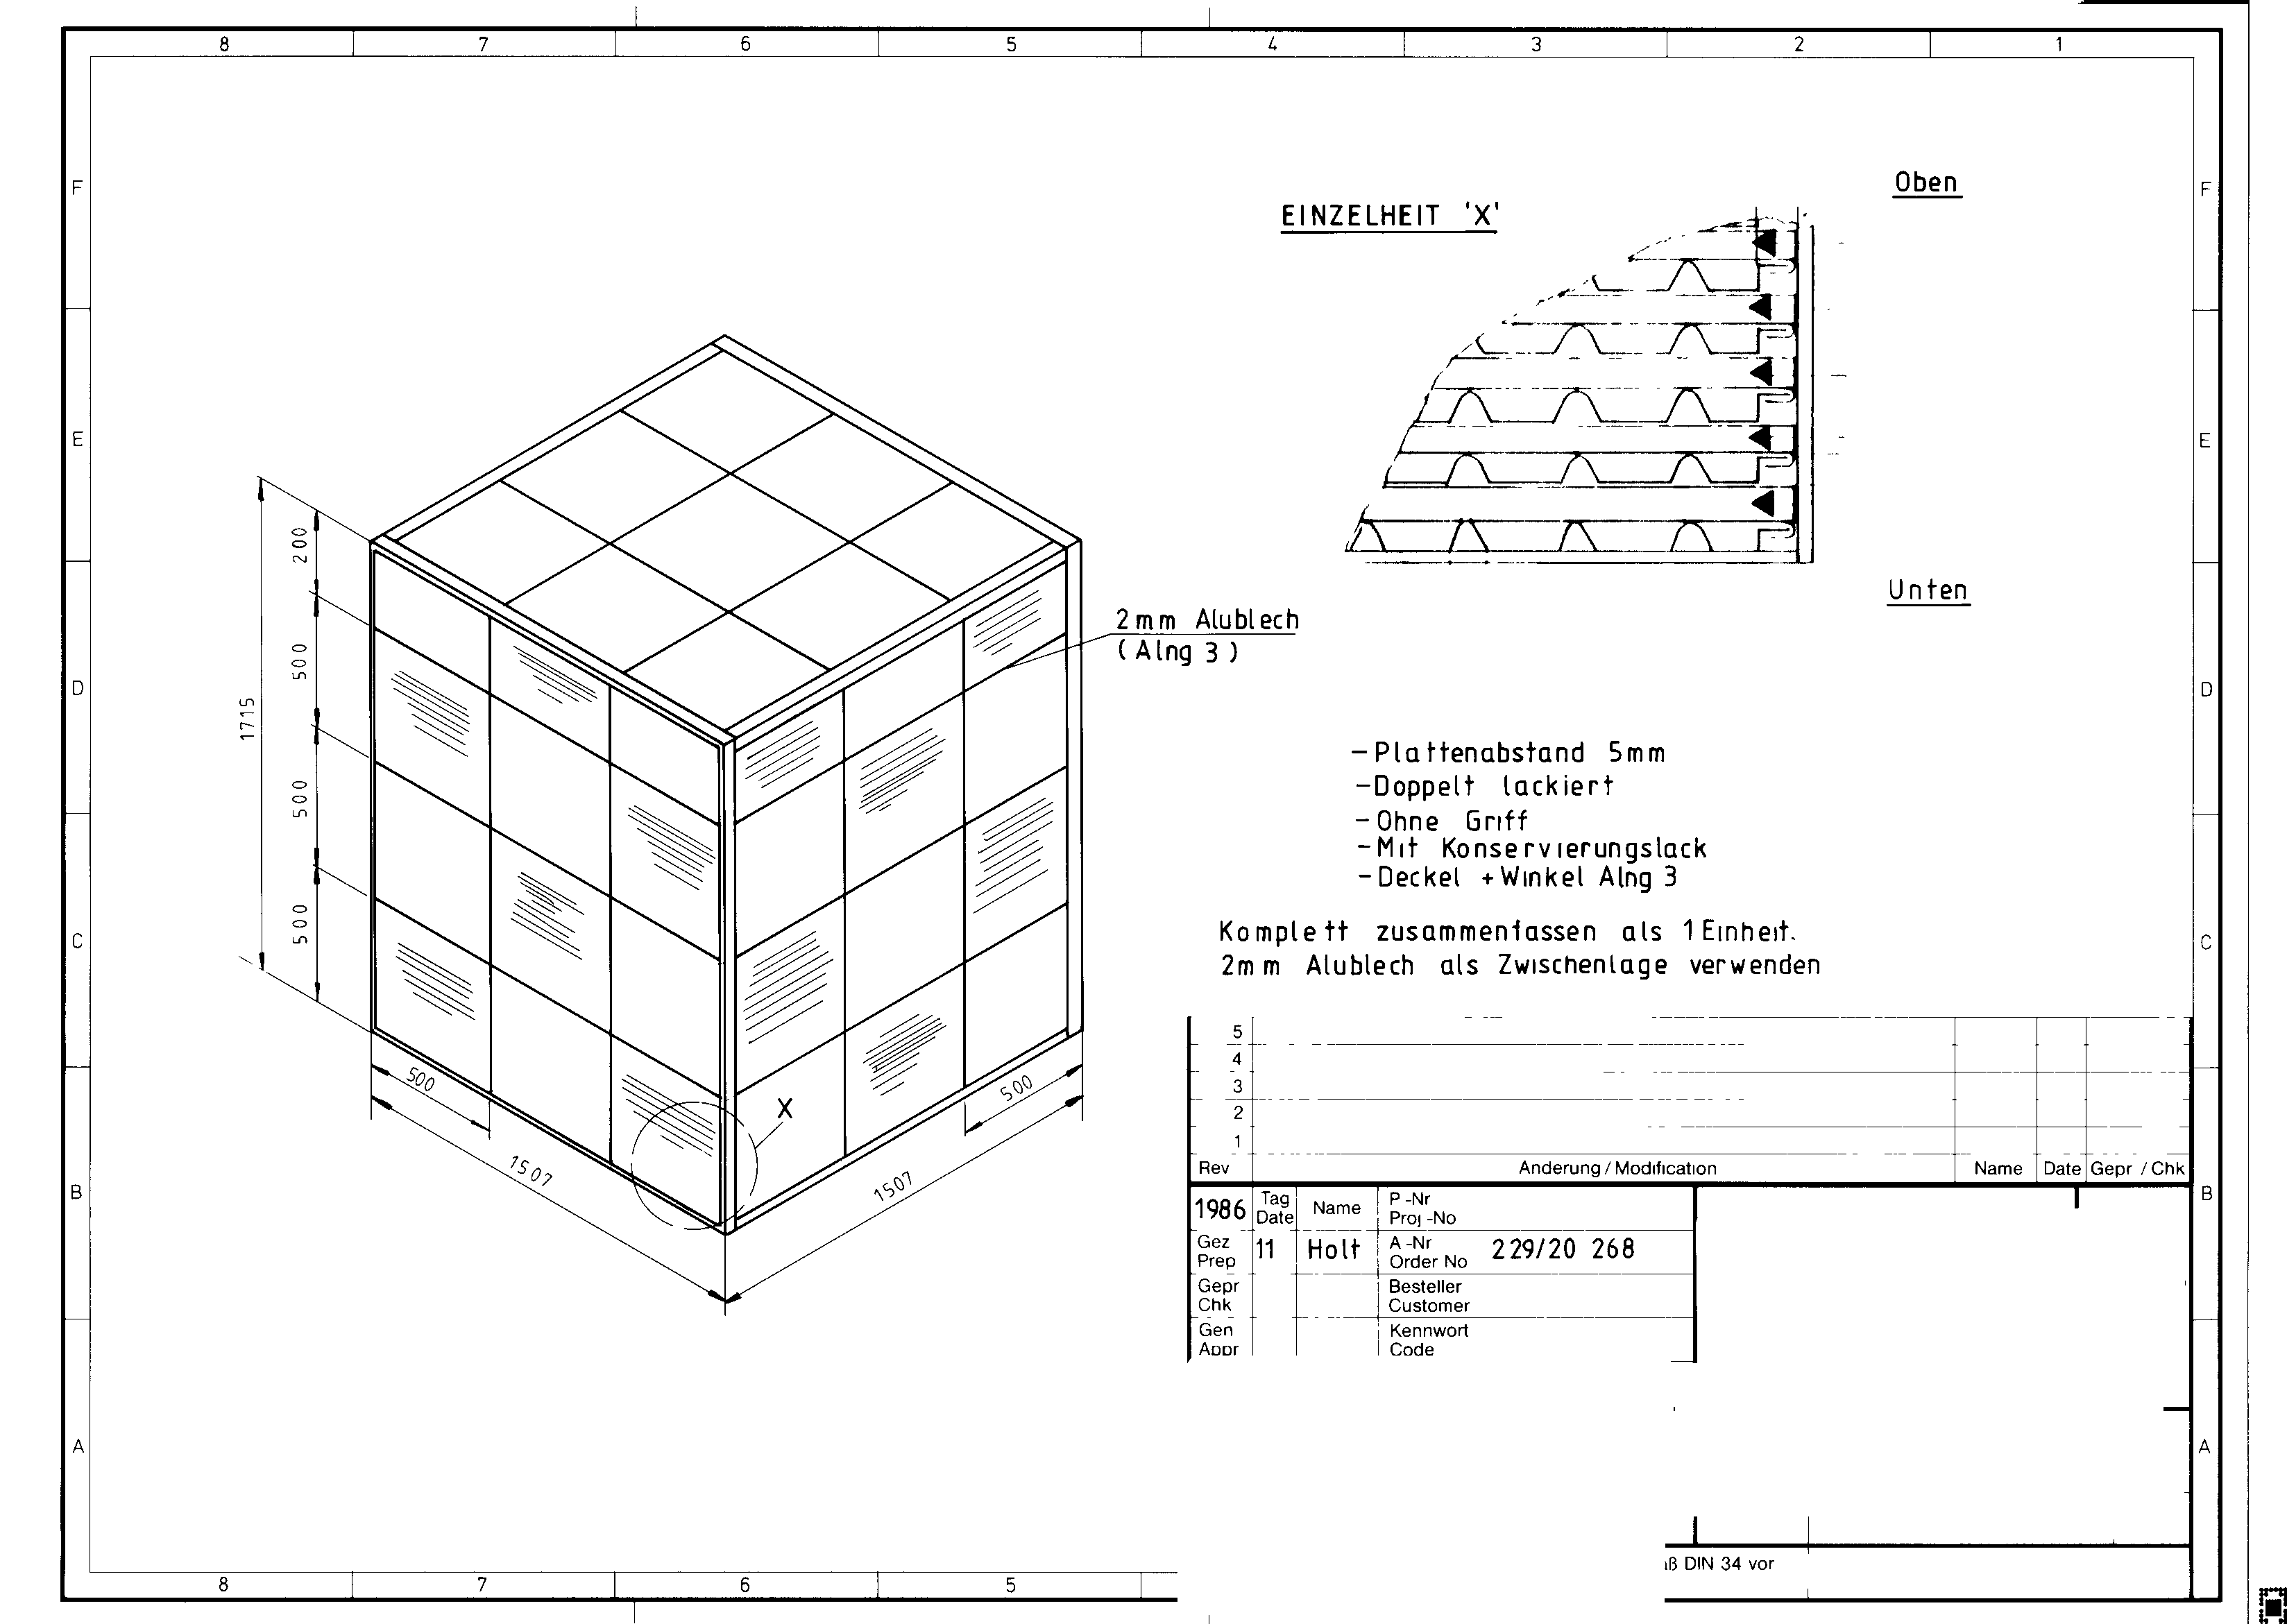 8 7 6 5 4 3 2 1
F
F
Oben
EINZELHEIT 'X'
E
E
200
Unten
2mm Alublech
(Alng 3)
500
D
D
1715
-Plattenabstand 5mm
500
-Doppelt lackiert
-Ohne Griff
-Mit Konservierungslack
-Deckel +Winkel Alng 3
500
C
C
Komplett zusammenfassen als 1 Einheit.
2mm Alublech als Zwischenlage verwenden
5
4
500
500
3
X
2
1
1507
1507
Rev Anderung / Modification Name Date Gepr / Chk
B
B
1986 Tag Date Name P-Nr Proj-No
Gez Prep 11 Holt A-Nr Order No 229/20 268
Gepr Chk Besteller Customer
Gen Appr Kennwort Code
A
A
DIN 34 vor
8 7 6 5